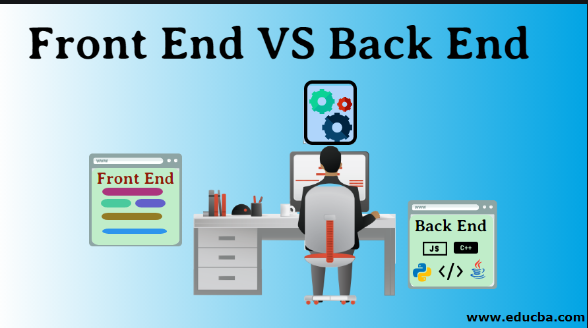 Front End VS Back End
www
Front End
www
Back End
JS
C++
www.educba.com